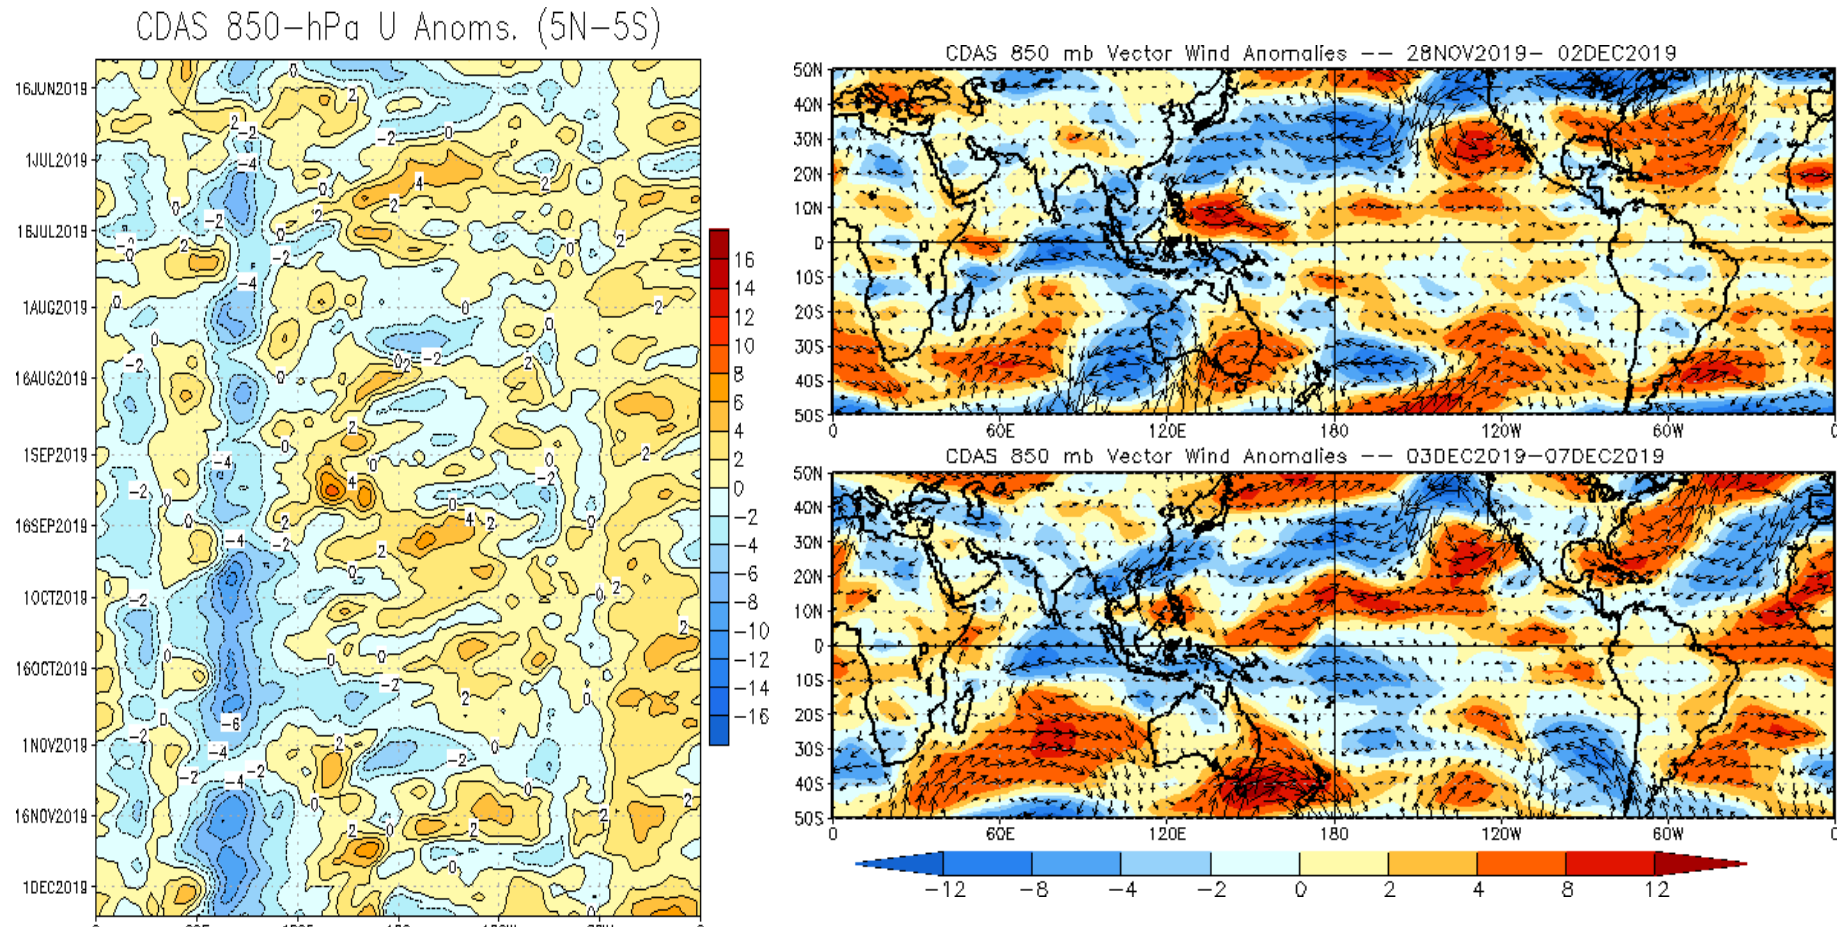 CDAS 850-hPa U Anoms. (5N-5S)
16JUN2019
1JUL2019
16JUL2019
1AUG2019
16AUG2019
1SEP2019
16SEP2019
1OCT2019
16OCT2019
1NOV2019
16NOV2019
1DEC2019
16
14
12
10
8
6
4
2
0
-2
-4
-6
-8
-10
-12
-14
-16
CDAS 850 mb Vector Wind Anomalies -- 28NOV2019- 02DEC2019
50N
40N
30N
20N
10N
0
10S
20S
30S
40S
50S
0 60E 120E 180 120W 60W 0
CDAS 850 mb Vector Wind Anomalies -- 03DEC2019-07DEC2019
50N
40N
30N
20N
10N
0
10S
20S
30S
40S
50S
0 60E 120E 180 120W 60W 0
-12 -8 -4 -2 0 2 4 8 12